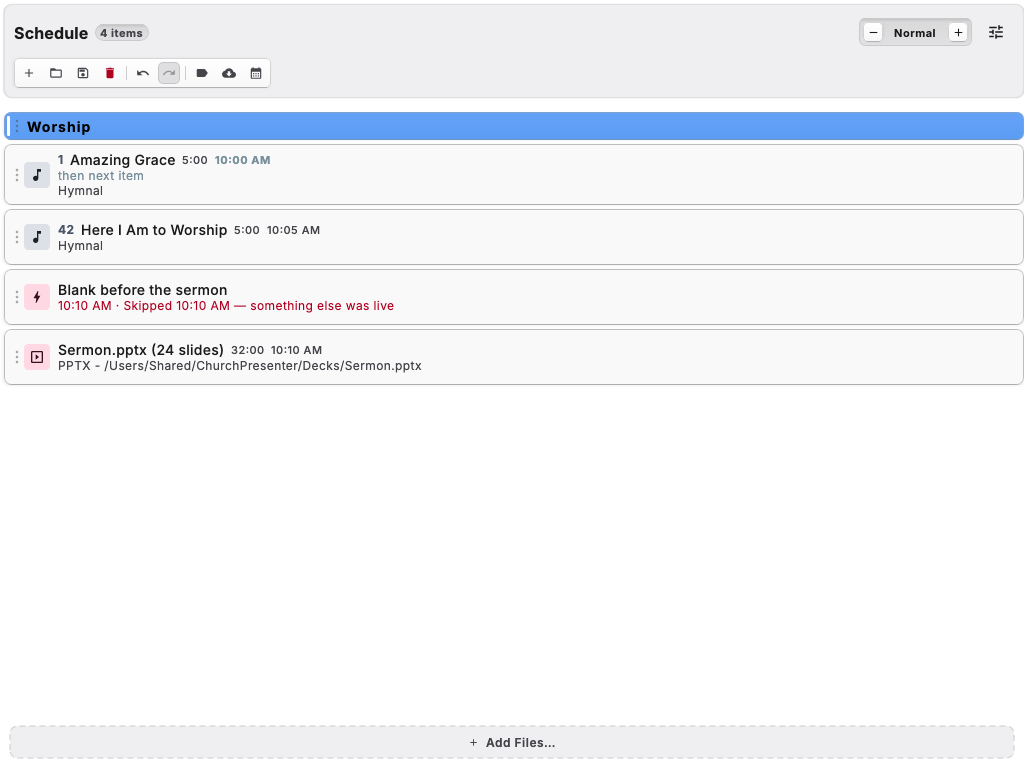 Schedule 4 items
− Normal +
Worship
1 Amazing Grace 5:00 10:00 AM
then next item
Hymnal
42 Here I Am to Worship 5:00 10:05 AM
Hymnal
Blank before the sermon
10:10 AM · Skipped 10:10 AM — something else was live
Sermon.pptx (24 slides) 32:00 10:10 AM
PPTX - /Users/Shared/ChurchPresenter/Decks/Sermon.pptx
+ Add Files...